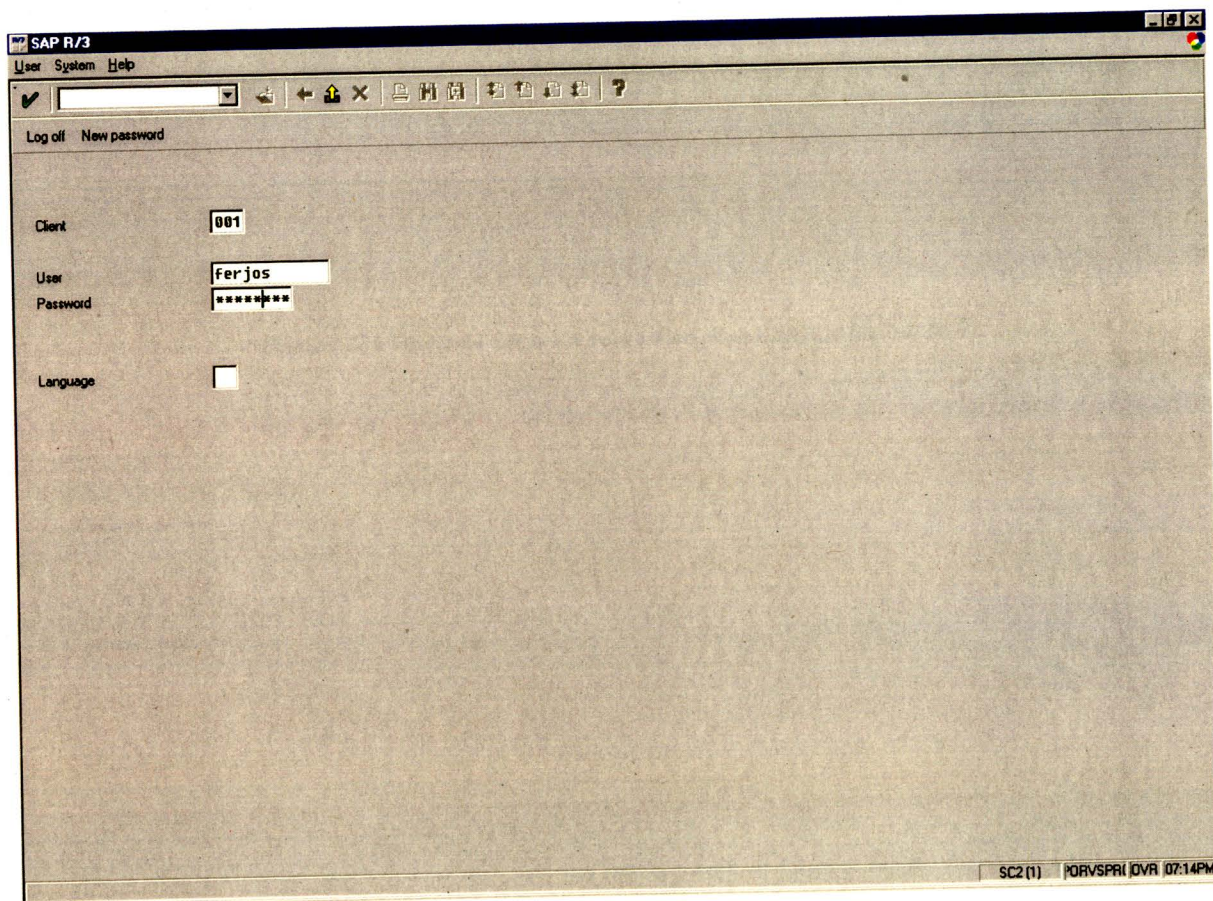 SAP R/3
User System Help
?
Log off New password
Client 001
User ferjos
Password ********
Language
SC2 (1) OVR 07:14PM